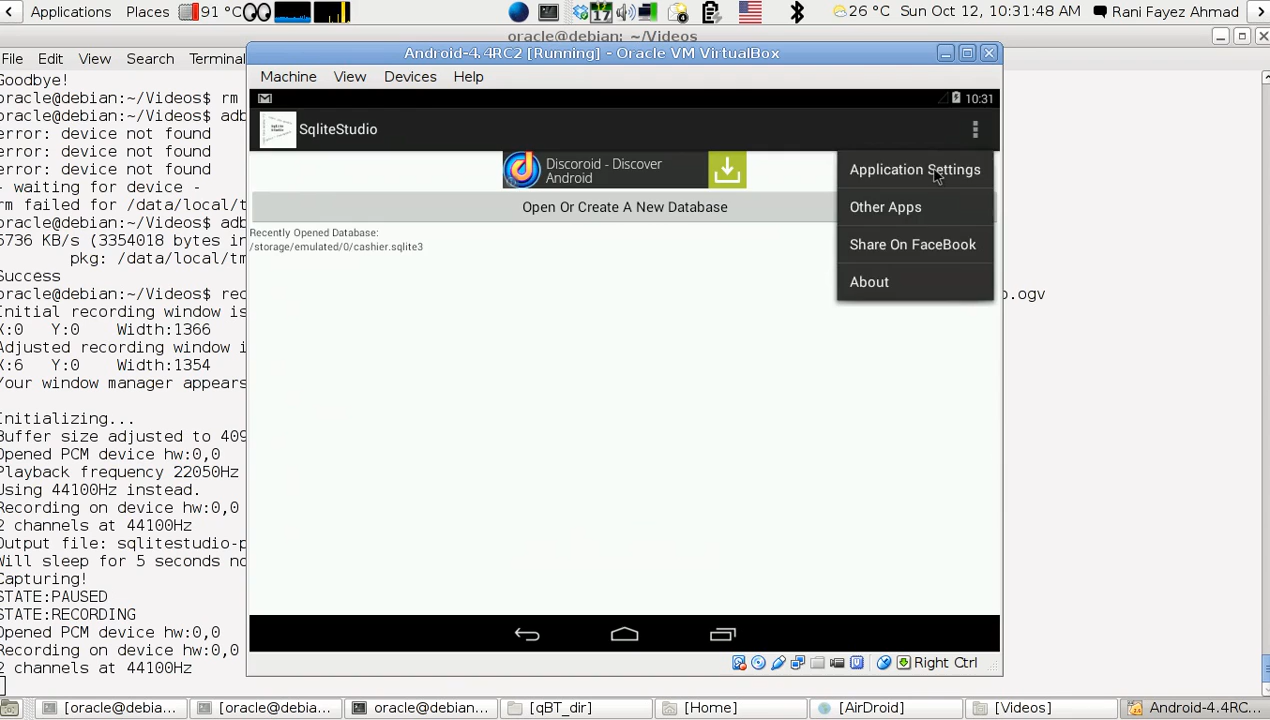 Applications Places 91 °C 17 26 °C Sun Oct 12, 10:31:48 AM Rani Fayez Ahmad
oracle@debian: ~/Videos
File Edit View Search Terminal
Android-4.4RC2 [Running] - Oracle VM VirtualBox
Machine View Devices Help
10:31
SqliteStudio
Discoroid - Discover
Android
Open Or Create A New Database
Recently Opened Database:
/storage/emulated/0/cashier.sqlite3
Application Settings
Other Apps
Share On FaceBook
About
Goodbye!
oracle@debian:~/Videos$ rm
oracle@debian:~/Videos$ adb
error: device not found
error: device not found
error: device not found
- waiting for device -
rm failed for /data/local/t
oracle@debian:~/Videos$ adb
5736 KB/s (3354018 bytes in
pkg: /data/local/tm
Success
oracle@debian:~/Videos$ rec
o.ogv
Initial recording window is
X:0 Y:0 Width:1366
Adjusted recording window i
X:6 Y:0 Width:1354
Your window manager appears
Initializing...
Buffer size adjusted to 409
Opened PCM device hw:0,0
Playback frequency 22050Hz
Using 44100Hz instead.
Recording on device hw:0,0
2 channels at 44100Hz
Output file: sqlitestudio-p
Will sleep for 5 seconds no
Capturing!
STATE:PAUSED
STATE:RECORDING
Opened PCM device hw:0,0
Recording on device hw:0,0
2 channels at 44100Hz
Right Ctrl
[oracle@debia... [oracle@debia... oracle@debian... [qBT_dir] [Home] [AirDroid] [Videos] Android-4.4RC...